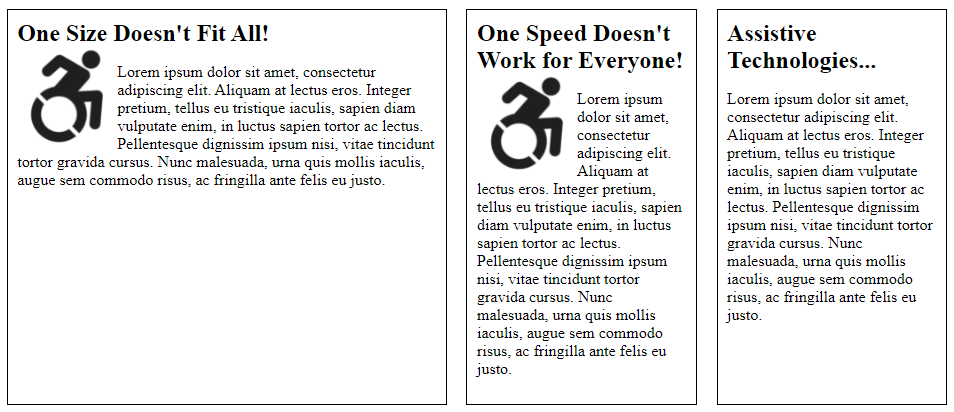 One Size Doesn't Fit All!
Lorem ipsum dolor sit amet, consectetur
adipiscing elit. Aliquam at lectus eros. Integer
pretium, tellus eu tristique iaculis, sapien diam
vulputate enim, in luctus sapien tortor ac lectus.
Pellentesque dignissim ipsum nisi, vitae tincidunt
tortor gravida cursus. Nunc malesuada, urna quis mollis iaculis,
augue sem commodo risus, ac fringilla ante felis eu justo.
One Speed Doesn't
Work for Everyone!
Lorem ipsum
dolor sit amet,
consectetur
adipiscing elit.
Aliquam at
lectus eros. Integer pretium,
tellus eu tristique iaculis, sapien
diam vulputate enim, in luctus
sapien tortor ac lectus.
Pellentesque dignissim ipsum
nisi, vitae tincidunt tortor
gravida cursus. Nunc
malesuada, urna quis mollis
iaculis, augue sem commodo
risus, ac fringilla ante felis eu
justo.
Assistive
Technologies...
Lorem ipsum dolor sit amet,
consectetur adipiscing elit.
Aliquam at lectus eros. Integer
pretium, tellus eu tristique
iaculis, sapien diam vulputate
enim, in luctus sapien tortor ac
lectus. Pellentesque dignissim
ipsum nisi, vitae tincidunt tortor
gravida cursus. Nunc
malesuada, urna quis mollis
iaculis, augue sem commodo
risus, ac fringilla ante felis eu
justo.